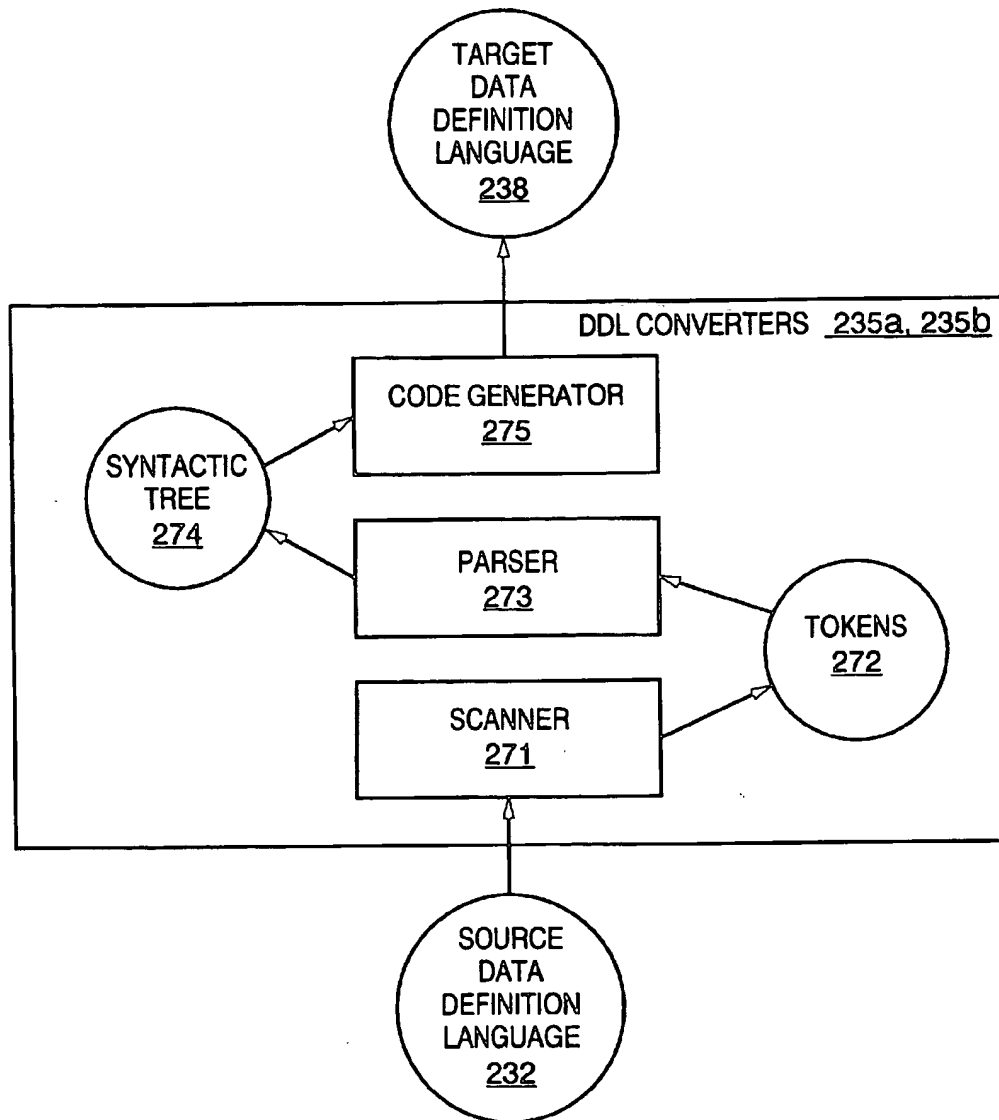 TARGET
DATA
DEFINITION
LANGUAGE
238
DDL CONVERTERS 235a, 235b
CODE GENERATOR
275
SYNTACTIC
TREE
274
PARSER
273
TOKENS
272
SCANNER
271
SOURCE
DATA
DEFINITION
LANGUAGE
232